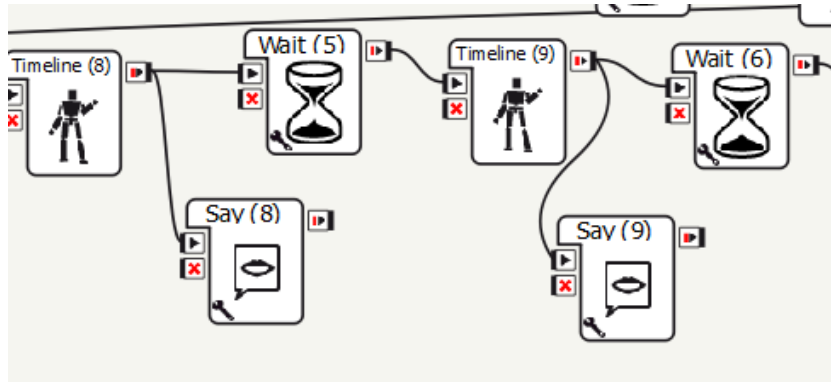 Timeline (8)
Wait (5)
Timeline (9)
Wait (6)
Say (8)
Say (9)